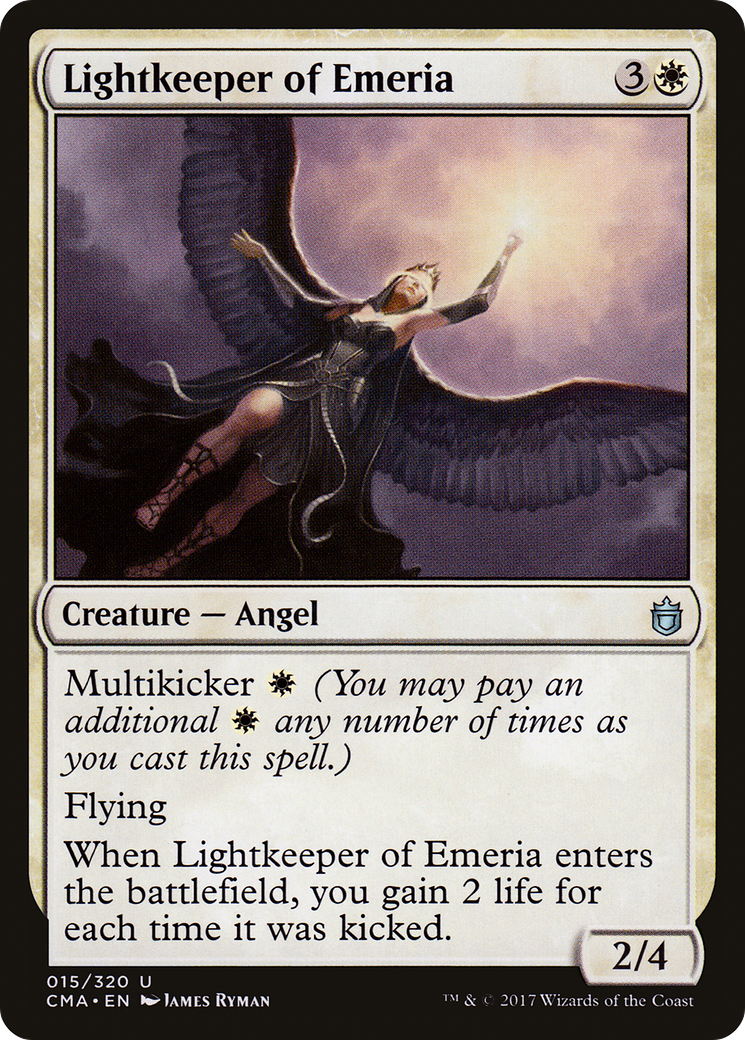 Lightkeeper of Emeria 3
Creature — Angel
Multikicker (You may pay an
additional any number of times as
you cast this spell.)
Flying
When Lightkeeper of Emeria enters
the battlefield, you gain 2 life for
each time it was kicked.
2/4
015/320 U
CMA • EN James Ryman
™ & © 2017 Wizards of the Coast